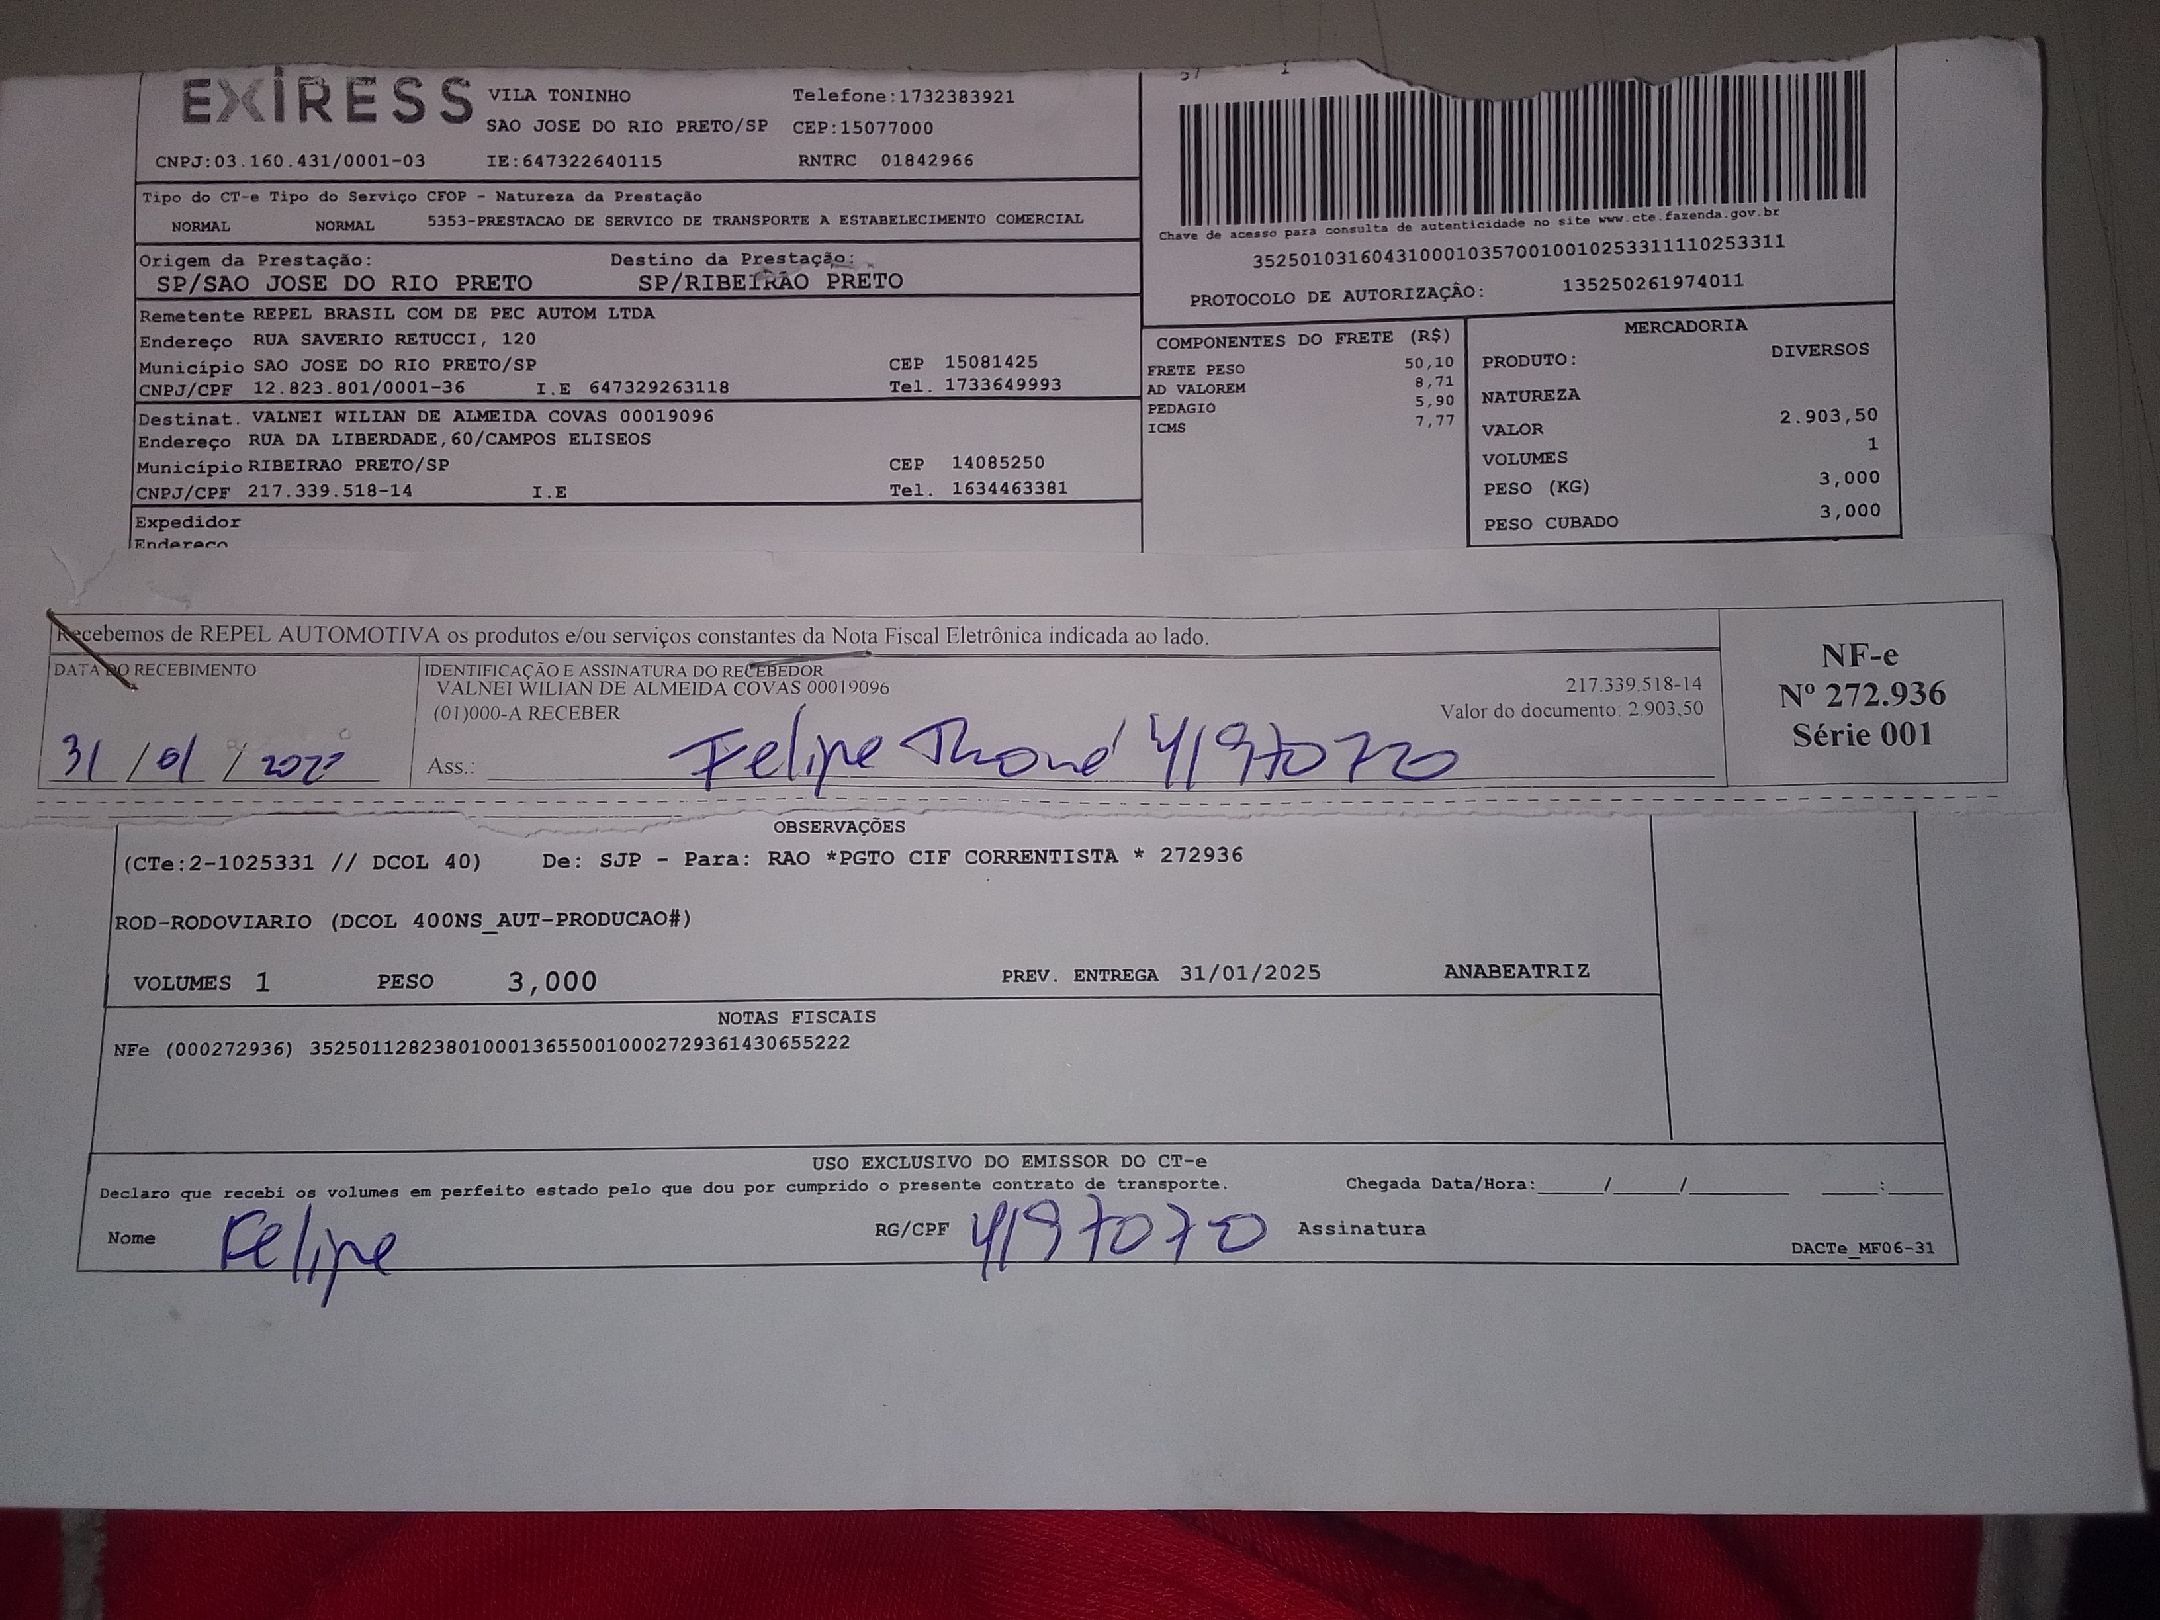 EXIRESS
VILA TONINHO Telefone:1732383921
SAO JOSE DO RIO PRETO/SP CEP:15077000
CNPJ:03.160.431/0001-03 IE:647322640115 RNTRC 01842966
Tipo do CT-e Tipo do Serviço CFOP - Natureza da Prestação
NORMAL NORMAL 5353-PRESTACAO DE SERVICO DE TRANSPORTE A ESTABELECIMENTO COMERCIAL
Origem da Prestação: Destino da Prestação:
SP/SAO JOSE DO RIO PRETO SP/RIBEIRAO PRETO
Remetente REPEL BRASIL COM DE PEC AUTOM LTDA
Endereço RUA SAVERIO RETUCCI, 120
Município SAO JOSE DO RIO PRETO/SP CEP 15081425
CNPJ/CPF 12.823.801/0001-36 I.E 647329263118 Tel. 1733649993
Destinat. VALNEI WILIAN DE ALMEIDA COVAS 00019096
Endereço RUA DA LIBERDADE,60/CAMPOS ELISEOS
Município RIBEIRAO PRETO/SP CEP 14085250
CNPJ/CPF 217.339.518-14 I.E Tel. 1634463381
Expedidor
Endereço
57 1
Chave de acesso para consulta de autenticidade no site www.cte.fazenda.gov.br
35250103160431000103570010010253311110253311
PROTOCOLO DE AUTORIZAÇÂO: 135250261974011
COMPONENTES DO FRETE (R$)
FRETE PESO 50,10
AD VALOREM 8,71
PEDAGIO 5,90
ICMS 7,77
MERCADORIA
PRODUTO: DIVERSOS
NATUREZA
VALOR 2.903,50
VOLUMES 1
PESO (KG) 3,000
PESO CUBADO 3,000
Recebemos de REPEL AUTOMOTIVA os produtos e/ou serviços constantes da Nota Fiscal Eletrônica indicada ao lado.
DATA DO RECEBIMENTO
31/01/202
IDENTIFICAÇÃO E ASSINATURA DO RECEBEDOR
VALNEI WILIAN DE ALMEIDA COVAS 00019096 217.339.518-14
(01)000-A RECEBER Valor do documento: 2.903,50
Ass.: Felipe Thomé 4197070
NF-e
Nº 272.936
Série 001
OBSERVAÇÕES
(CTe:2-1025331 // DCOL 40) De: SJP - Para: RAO *PGTO CIF CORRENTISTA * 272936
ROD-RODOVIARIO (DCOL 400NS_AUT-PRODUCAO#)
VOLUMES 1 PESO 3,000 PREV. ENTREGA 31/01/2025 ANABEATRIZ
NOTAS FISCAIS
NFe (000272936) 35250112823801000136550010002729361430655222
USO EXCLUSIVO DO EMISSOR DO CT-e
Declaro que recebi os volumes em perfeito estado pelo que dou por cumprido o presente contrato de transporte. Chegada Data/Hora:_____/_____/________ ____:____
Nome Felipe RG/CPF 4197070 Assinatura
DACTe_MF06-31